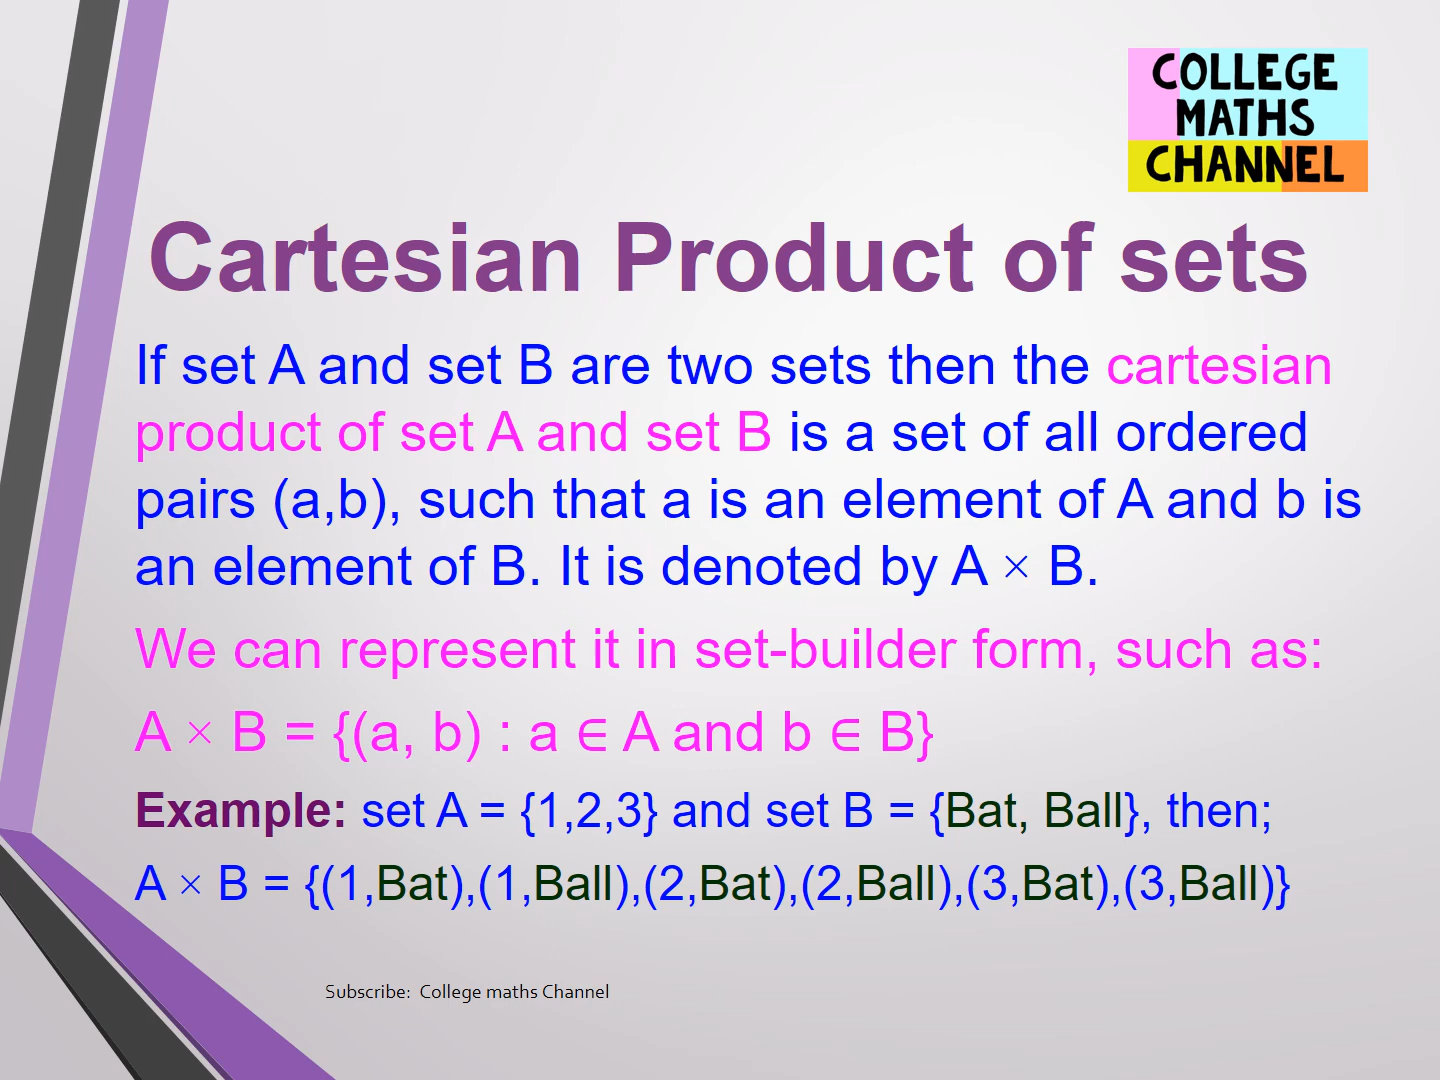 COLLEGE
MATHS
CHANNEL
Cartesian Product of sets
If set A and set B are two sets then the cartesian
product of set A and set B is a set of all ordered
pairs (a,b), such that a is an element of A and b is
an element of B. It is denoted by A × B.
We can represent it in set-builder form, such as:
A × B = {(a, b) : a ∈ A and b ∈ B}
Example: set A = {1,2,3} and set B = {Bat, Ball}, then;
A × B = {(1,Bat),(1,Ball),(2,Bat),(2,Ball),(3,Bat),(3,Ball)}
Subscribe: College maths Channel